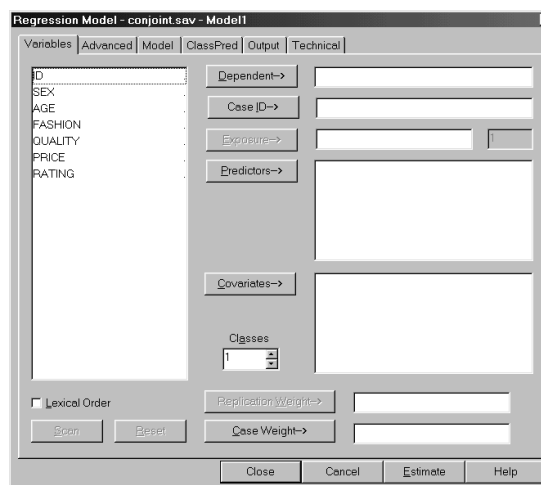 Regression Model - conjoint.sav - Model1
Variables Advanced Model ClassPred Output Technical
ID
SEX
AGE
FASHION
QUALITY
PRICE
RATING
Dependent-->
Case ID-->
Exposure-->
1
Predictors-->
Covariates-->
Classes
1
Lexical Order
Scan
Reset
Replication Weight-->
Case Weight-->
Close
Cancel
Estimate
Help